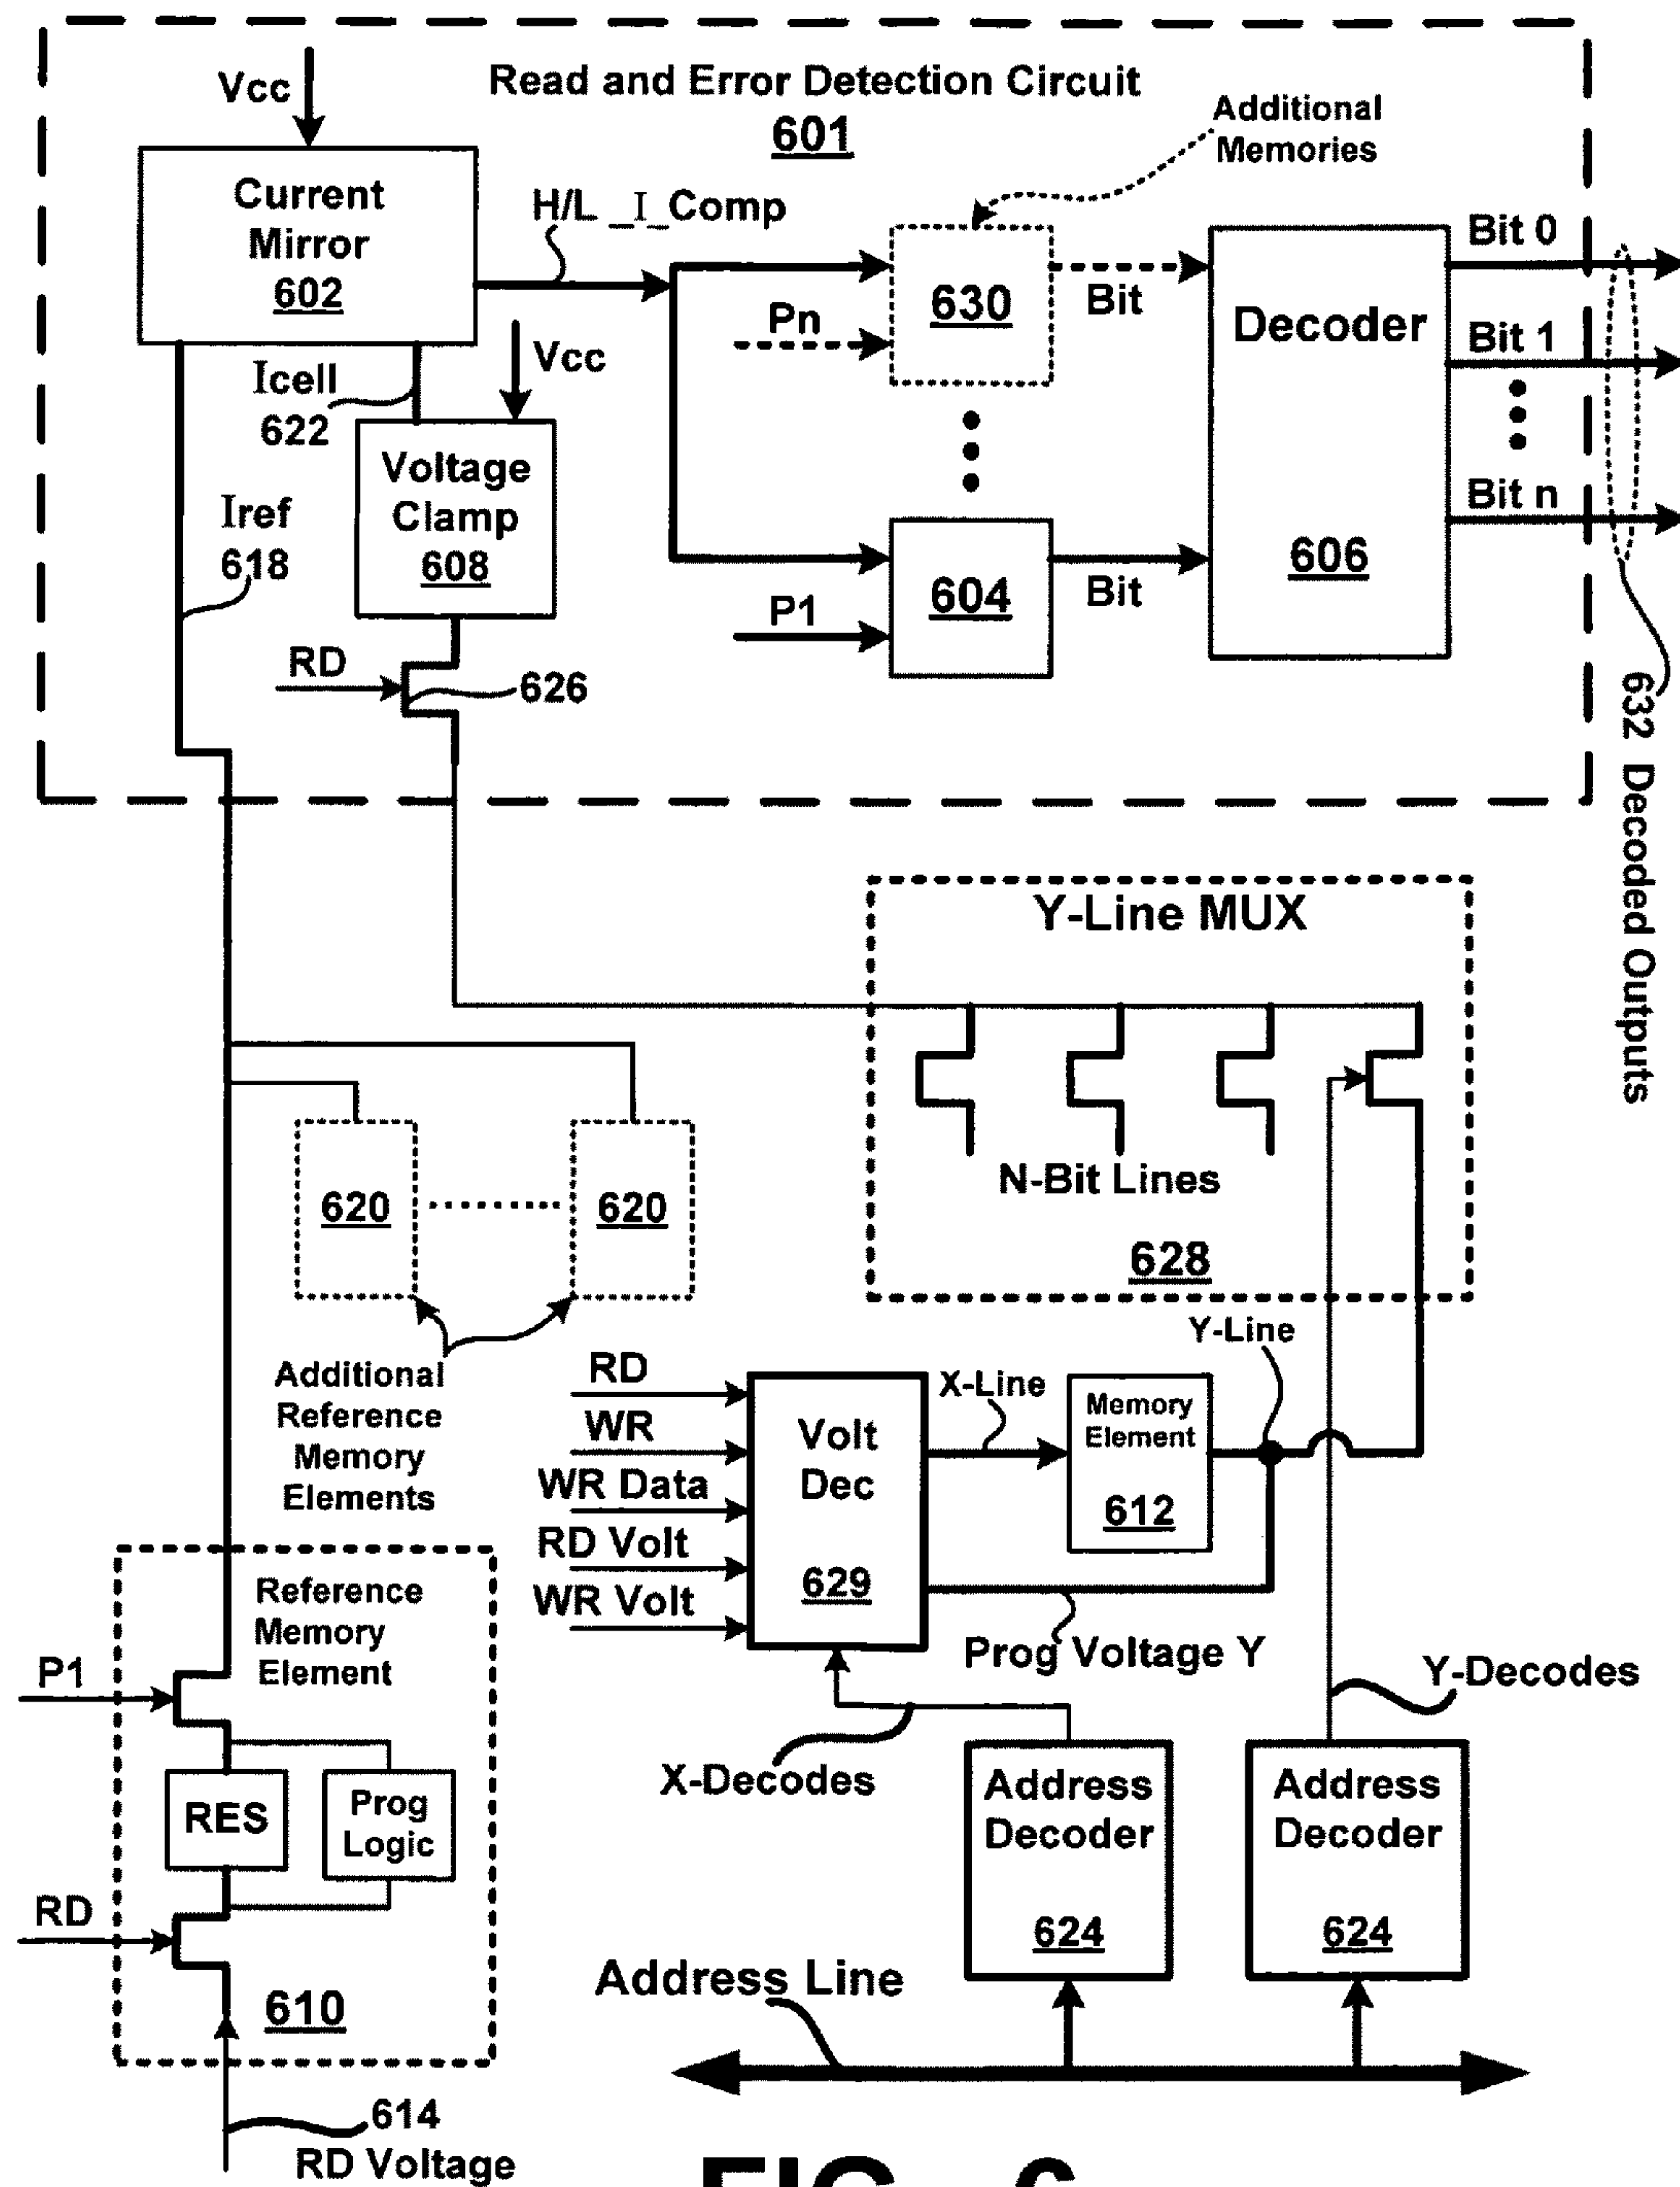 Read and Error Detection Circuit
601
Vcc
Current
Mirror
602
H/L _I_Comp
Additional
Memories
630
Pn
Bit
Decoder
606
Bit 0
Bit 1
Bit n
Icell
622
Vcc
Voltage
Clamp
608
Iref
618
604
P1
Bit
RD
626
632 Decoded Outputs
Y-Line MUX
N-Bit Lines
628
620
620
Additional
Reference
Memory
Elements
RD
WR
WR Data
RD Volt
WR Volt
Volt
Dec
629
X-Line
Memory
Element
612
Y-Line
Prog Voltage Y
Y-Decodes
X-Decodes
Reference
Memory
Element
P1
RES
Prog
Logic
RD
610
Address
Decoder
624
Address
Decoder
624
Address Line
614
RD Voltage
FIG. 6